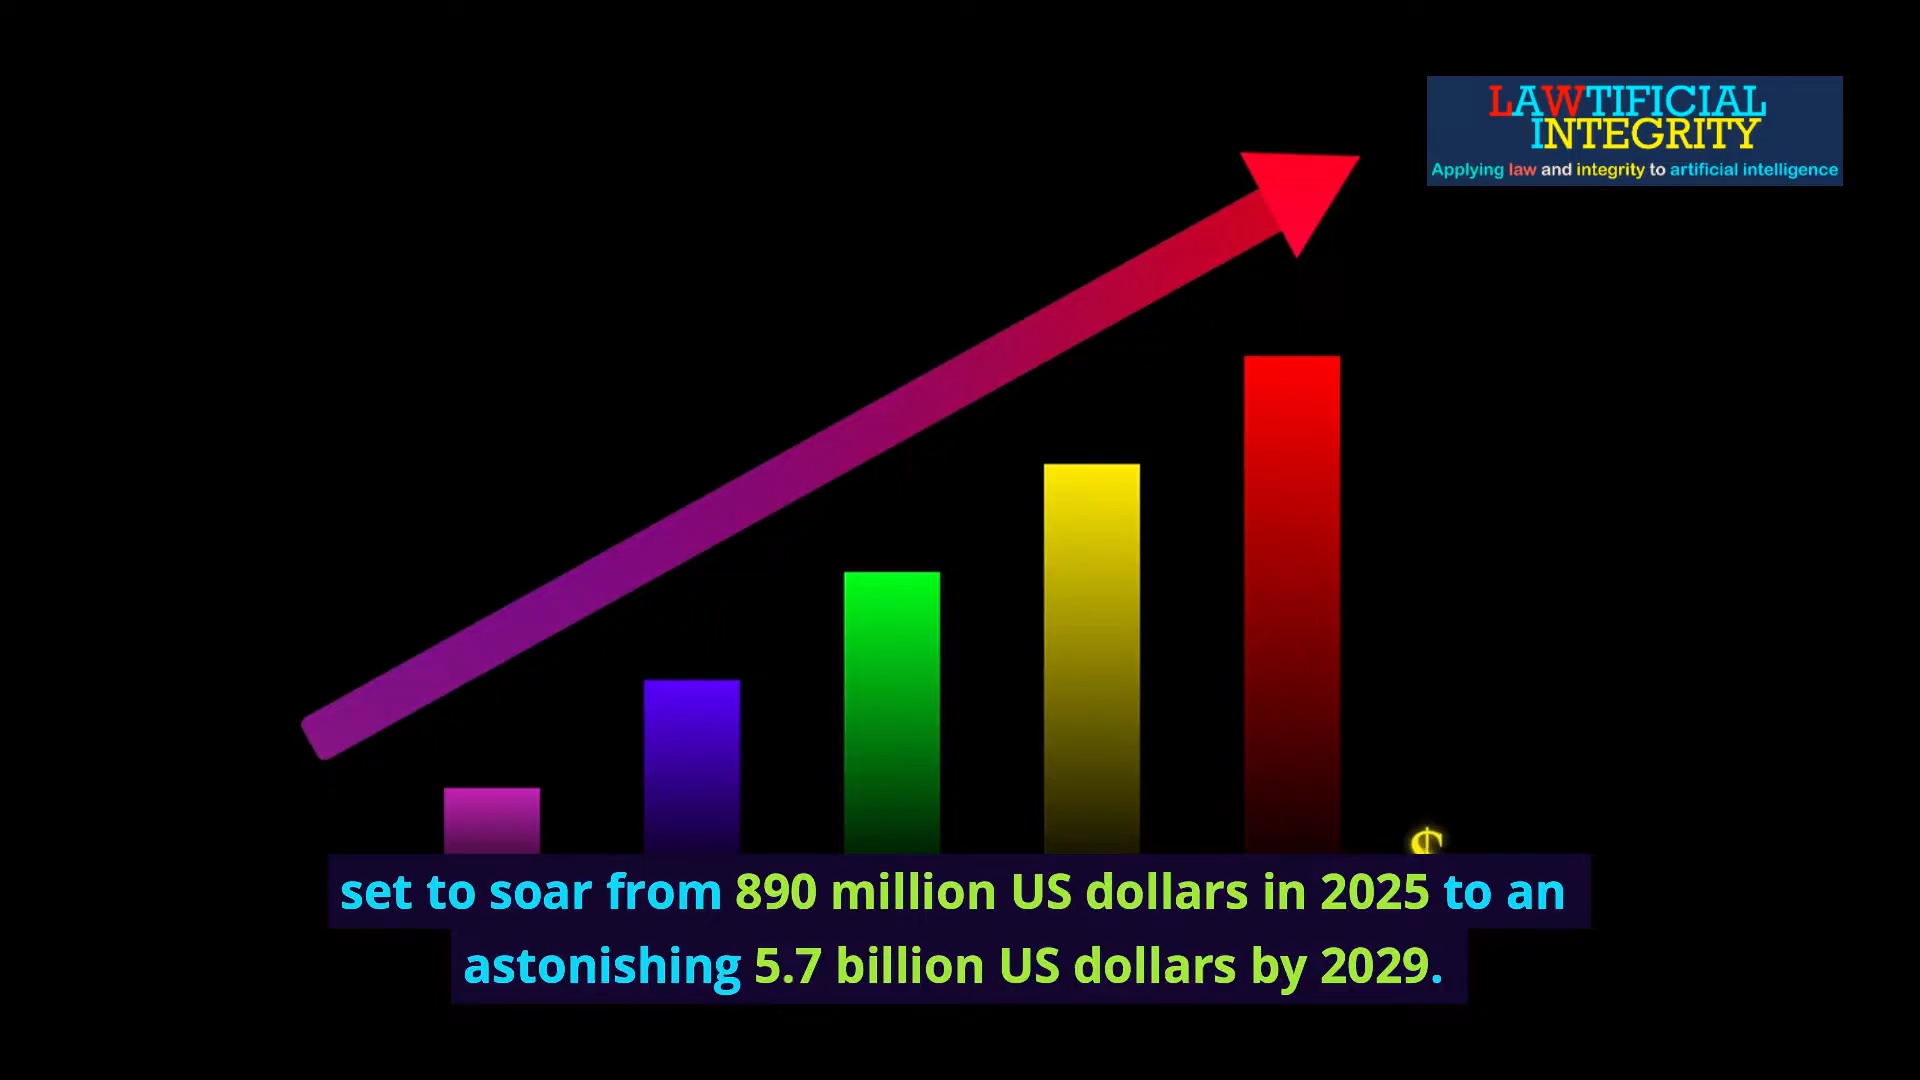 LAWTIFICIAL
INTEGRITY
Applying law and integrity to artificial intelligence
$
set to soar from 890 million US dollars in 2025 to an
astonishing 5.7 billion US dollars by 2029.